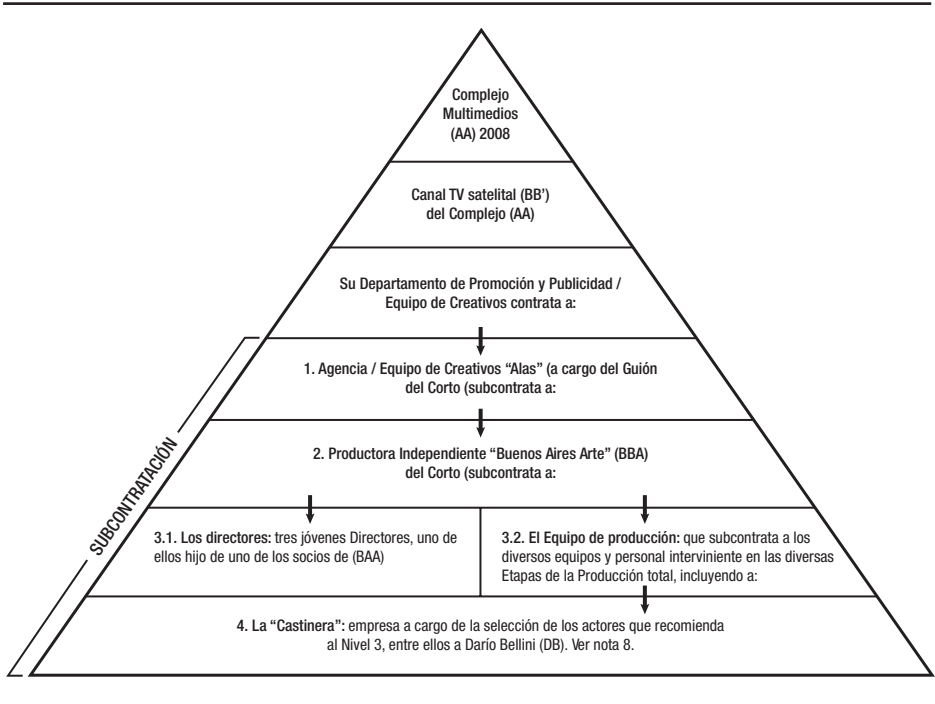 Complejo
Multimedios
(AA) 2008
Canal TV satelital (BB’)
del Complejo (AA)
Su Departamento de Promoción y Publicidad /
Equipo de Creativos contrata a:
1. Agencia / Equipo de Creativos “Alas” (a cargo del Guión
del Corto (subcontrata a:
2. Productora Independiente “Buenos Aires Arte” (BBA)
del Corto (subcontrata a:
SUBCONTRATACIÓN
3.1. Los directores: tres jóvenes Directores, uno de
ellos hijo de uno de los socios de (BAA)
3.2. El Equipo de producción: que subcontrata a los
diversos equipos y personal interviniente en las diversas
Etapas de la Producción total, incluyendo a:
4. La “Castinera”: empresa a cargo de la selección de los actores que recomienda
al Nivel 3, entre ellos a Darío Bellini (DB). Ver nota 8.